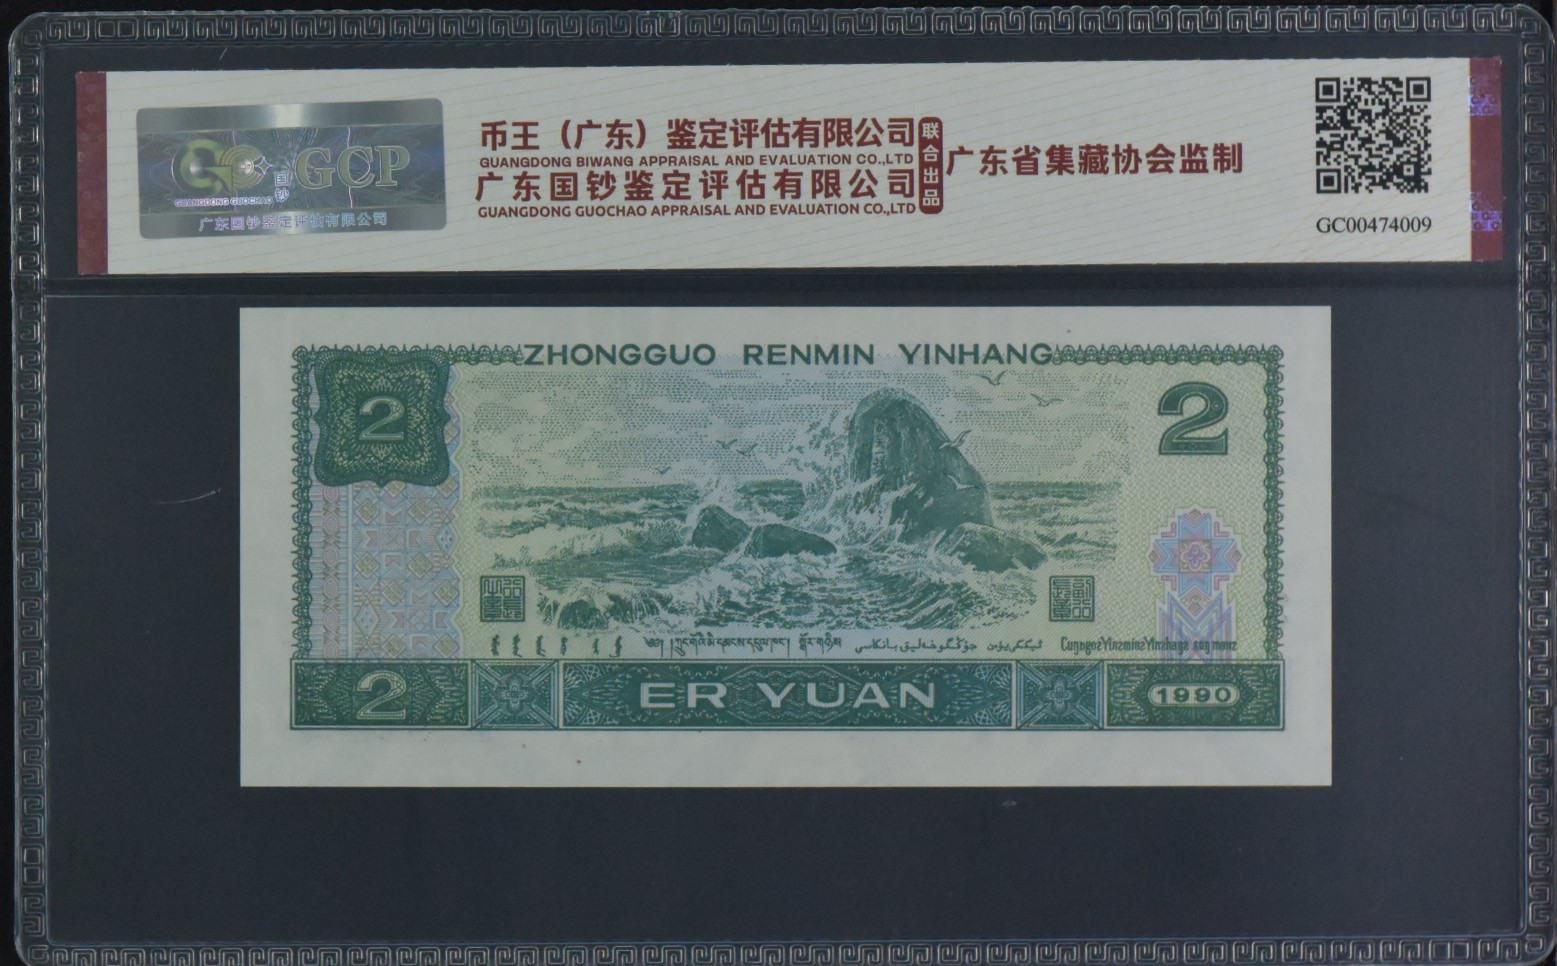 GCP
国
钞
GUANGDONG GUOCHAO
广东国钞鉴定评估有限公司
币王（广东）鉴定评估有限公司
GUANGDONG BIWANG APPRAISAL AND EVALUATION CO.,LTD
广东国钞鉴定评估有限公司
GUANGDONG GUOCHAO APPRAISAL AND EVALUATION CO.,LTD
联合出品
广东省集藏协会监制
GC00474009
ZHONGGUO RENMIN YINHANG
2
2
2
ER YUAN
1990